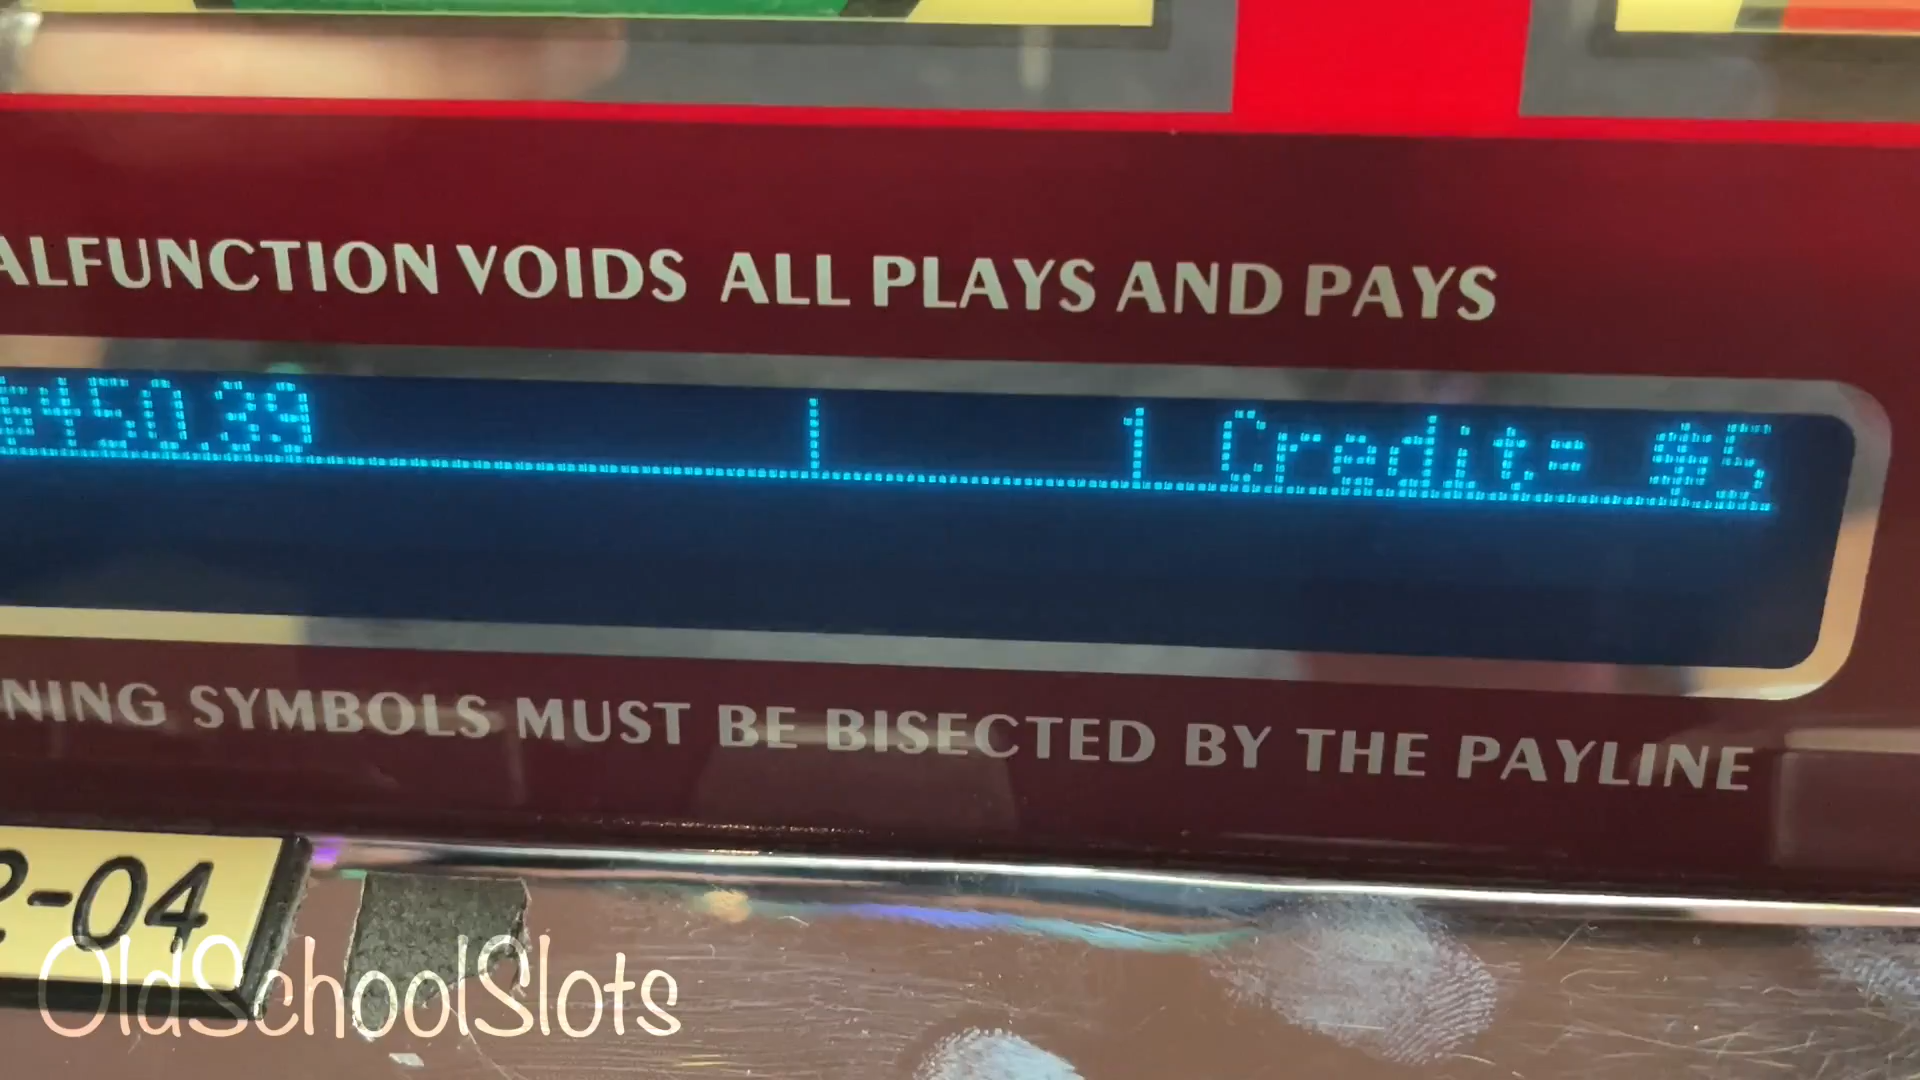 ALFUNCTION VOIDS ALL PLAYS AND PAYS
450.39 1 Credit= $5
NING SYMBOLS MUST BE BISECTED BY THE PAYLINE
2-04
OldSchoolSlots